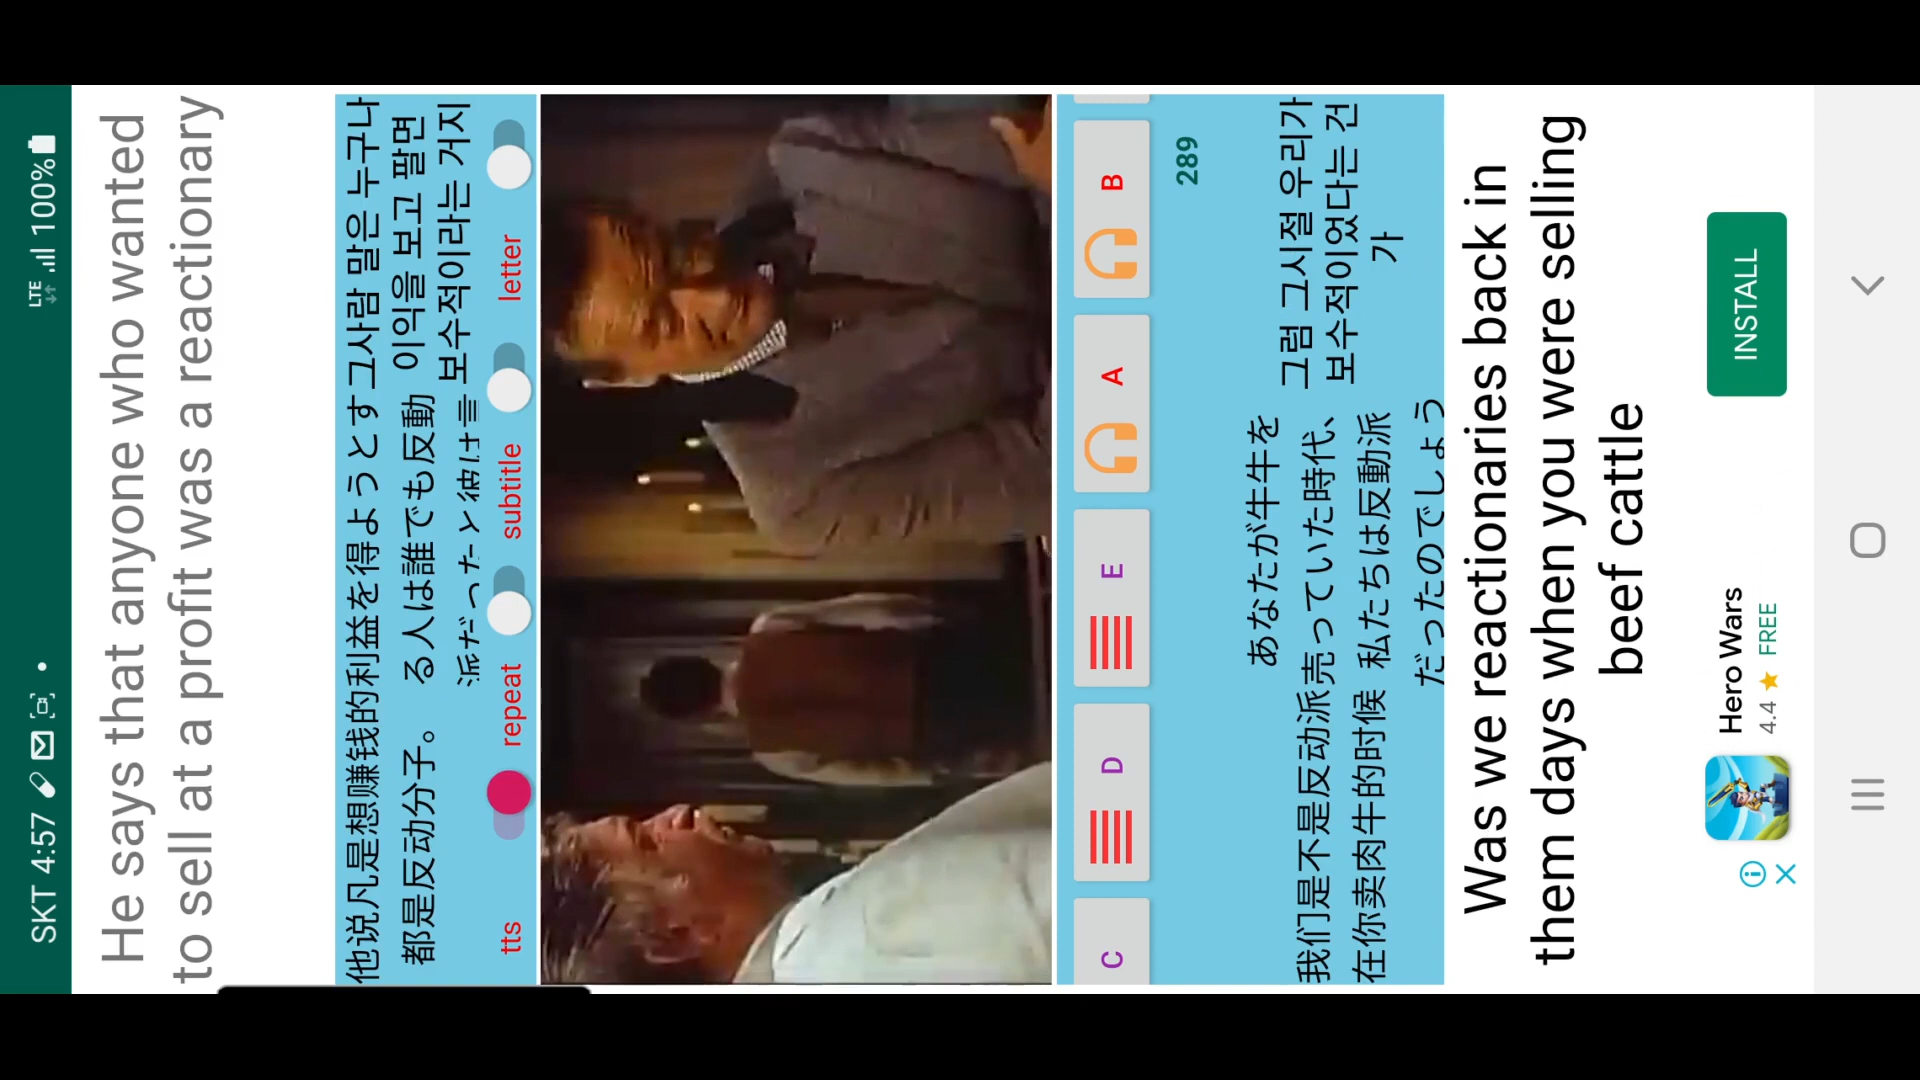 SKT 4:57
LTE
100%
He says that anyone who wanted
to sell at a profit was a reactionary
他说凡是想赚钱的
都是反动分子。
利益を得ようとす
る人は誰でも反動
派だったと彼は言
그사람 말은 누구나
이익을 보고 팔면
보수적이라는 거지
tts
repeat
subtitle
letter
C
D
E
A
B
289
我们是不是反动派
在你卖肉牛的时候
あなたが牛牛を
売っていた時代、
私たちは反動派
だったのでしょう
그럼 그시절 우리가
보수적이었다는 건
가
Was we reactionaries back in
them days when you were selling
beef cattle
Hero Wars
4.4 ★ FREE
INSTALL